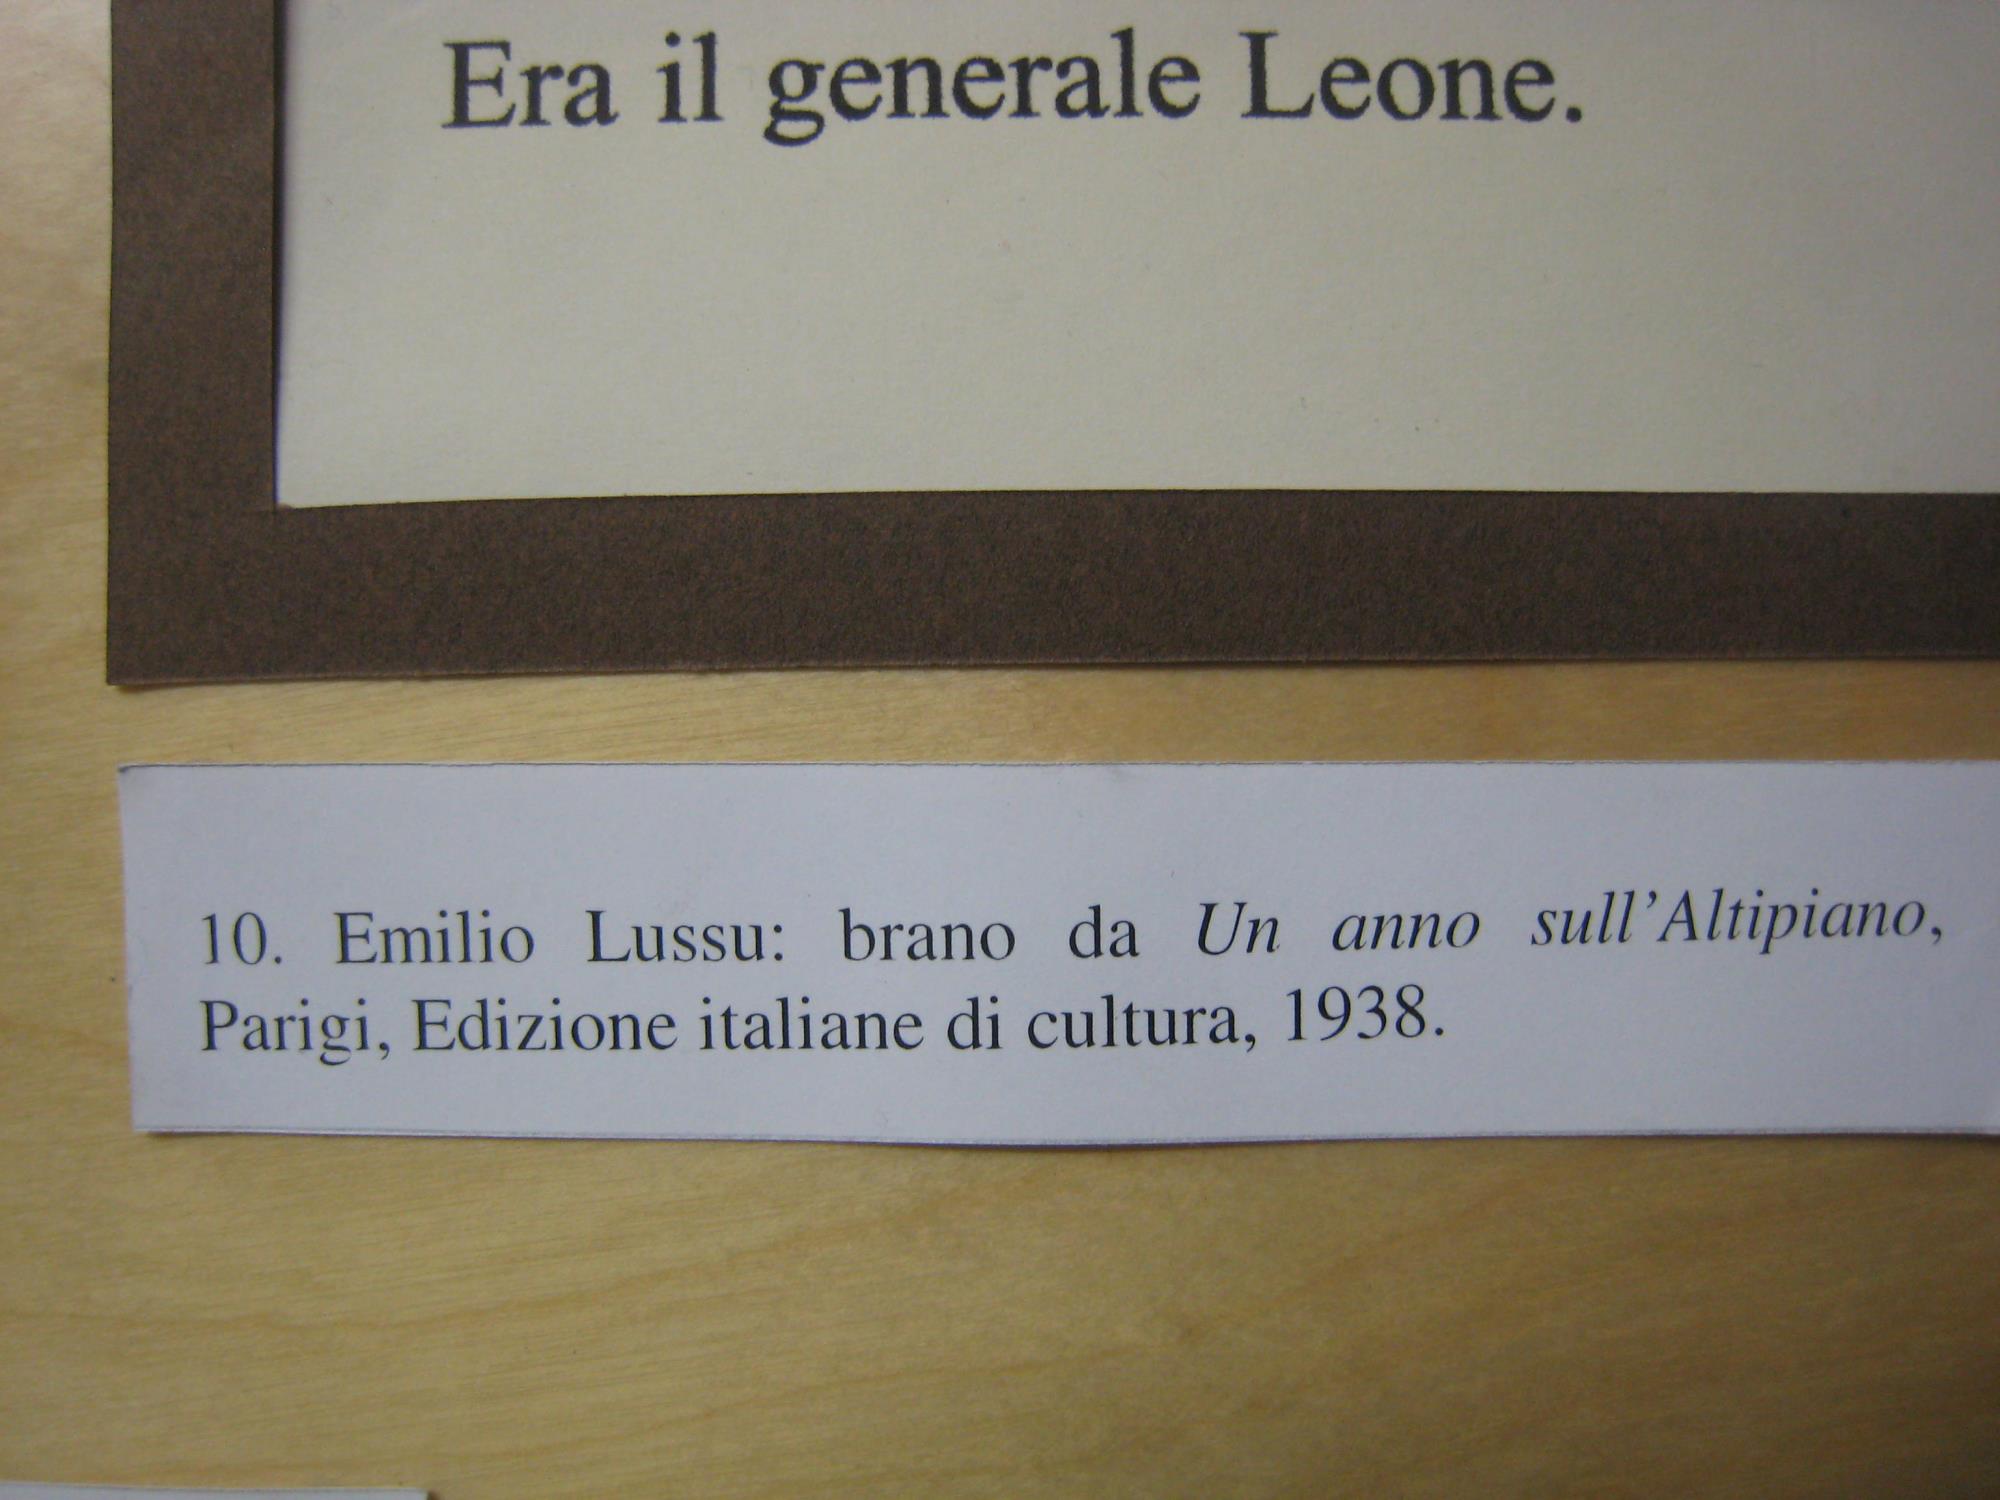 Era il generale Leone.
10. Emilio Lussu: brano da Un anno sull'Altipiano,
Parigi, Edizione italiane di cultura, 1938.